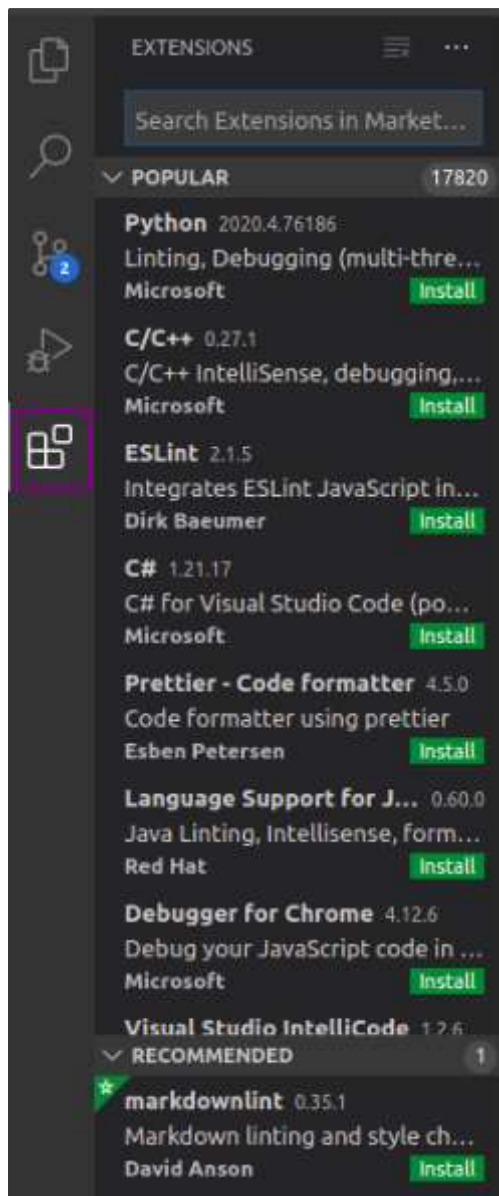 EXTENSIONS
Search Extensions in Market...
POPULAR 17820
Python 2020.4.76186
Linting, Debugging (multi-thre...
Microsoft Install
2
C/C++ 0.27.1
C/C++ IntelliSense, debugging,...
Microsoft Install
ESLint 2.1.5
Integrates ESLint JavaScript in...
Dirk Baeumer Install
C# 1.21.17
C# for Visual Studio Code (po...
Microsoft Install
Prettier - Code formatter 4.5.0
Code formatter using prettier
Esben Petersen Install
Language Support for J... 0.60.0
Java Linting, Intellisense, form...
Red Hat Install
Debugger for Chrome 4.12.6
Debug your JavaScript code in ...
Microsoft Install
Visual Studio IntelliCode 1.2.6
RECOMMENDED 1
markdownlint 0.35.1
Markdown linting and style ch...
David Anson Install